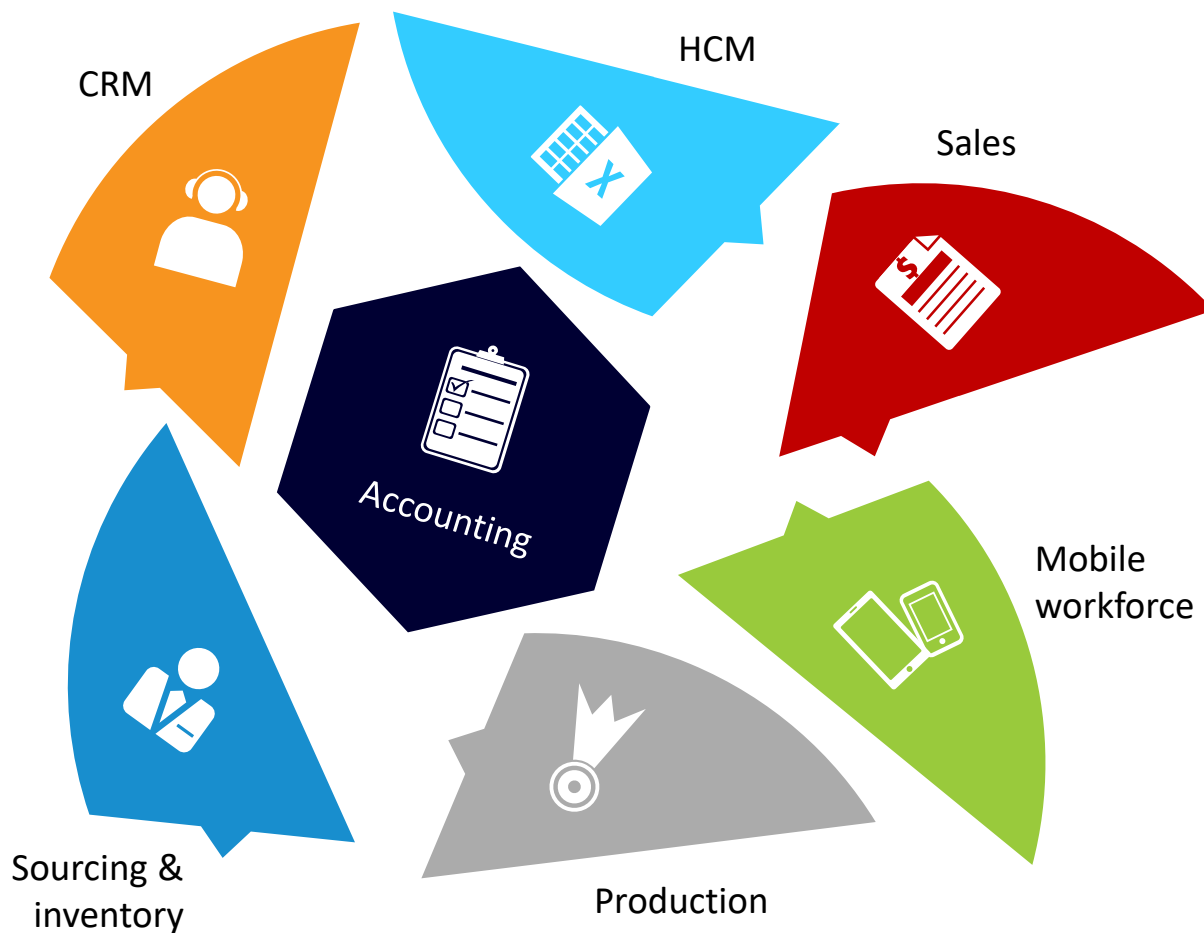 CRM
HCM
Sales
X
$
Accounting
Mobile
workforce
Sourcing &
inventory
Production